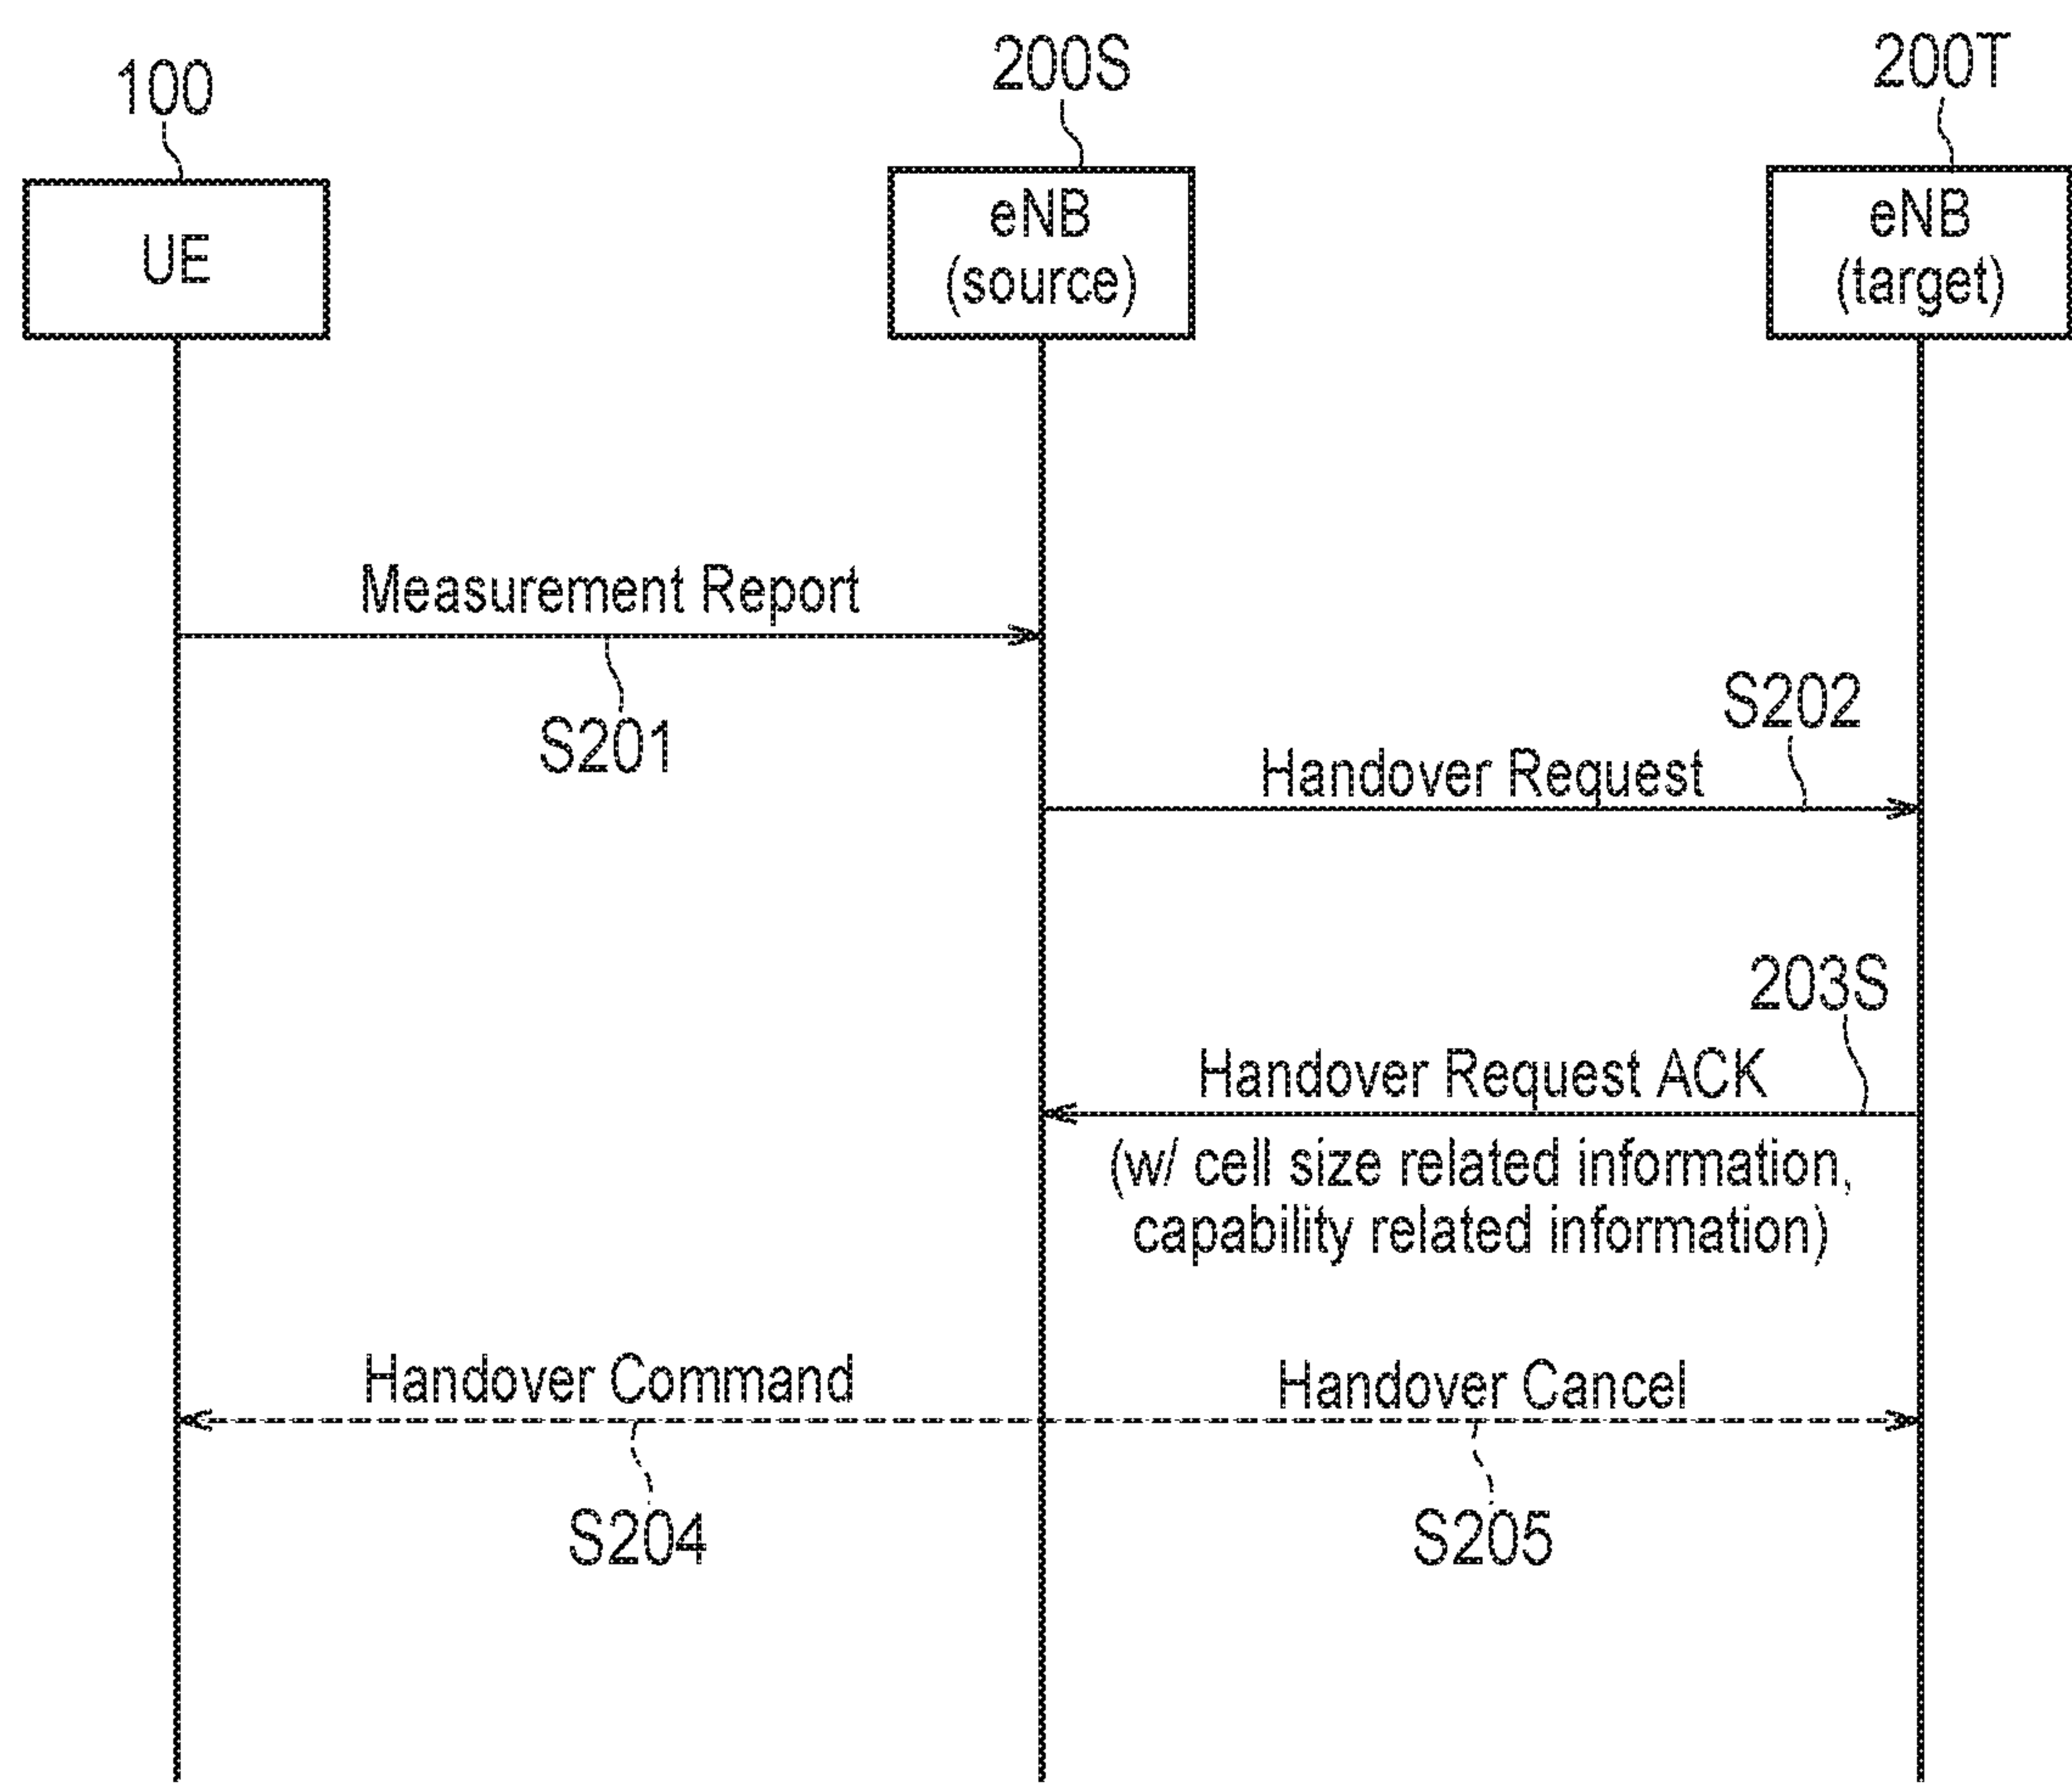 100
200S
200T
UE
eNB
(source)
eNB
(target)
Measurement Report
S201
S202
Handover Request
203S
Handover Request ACK
(w/ cell size related information,
capability related information)
Handover Command
Handover Cancel
S204
S205